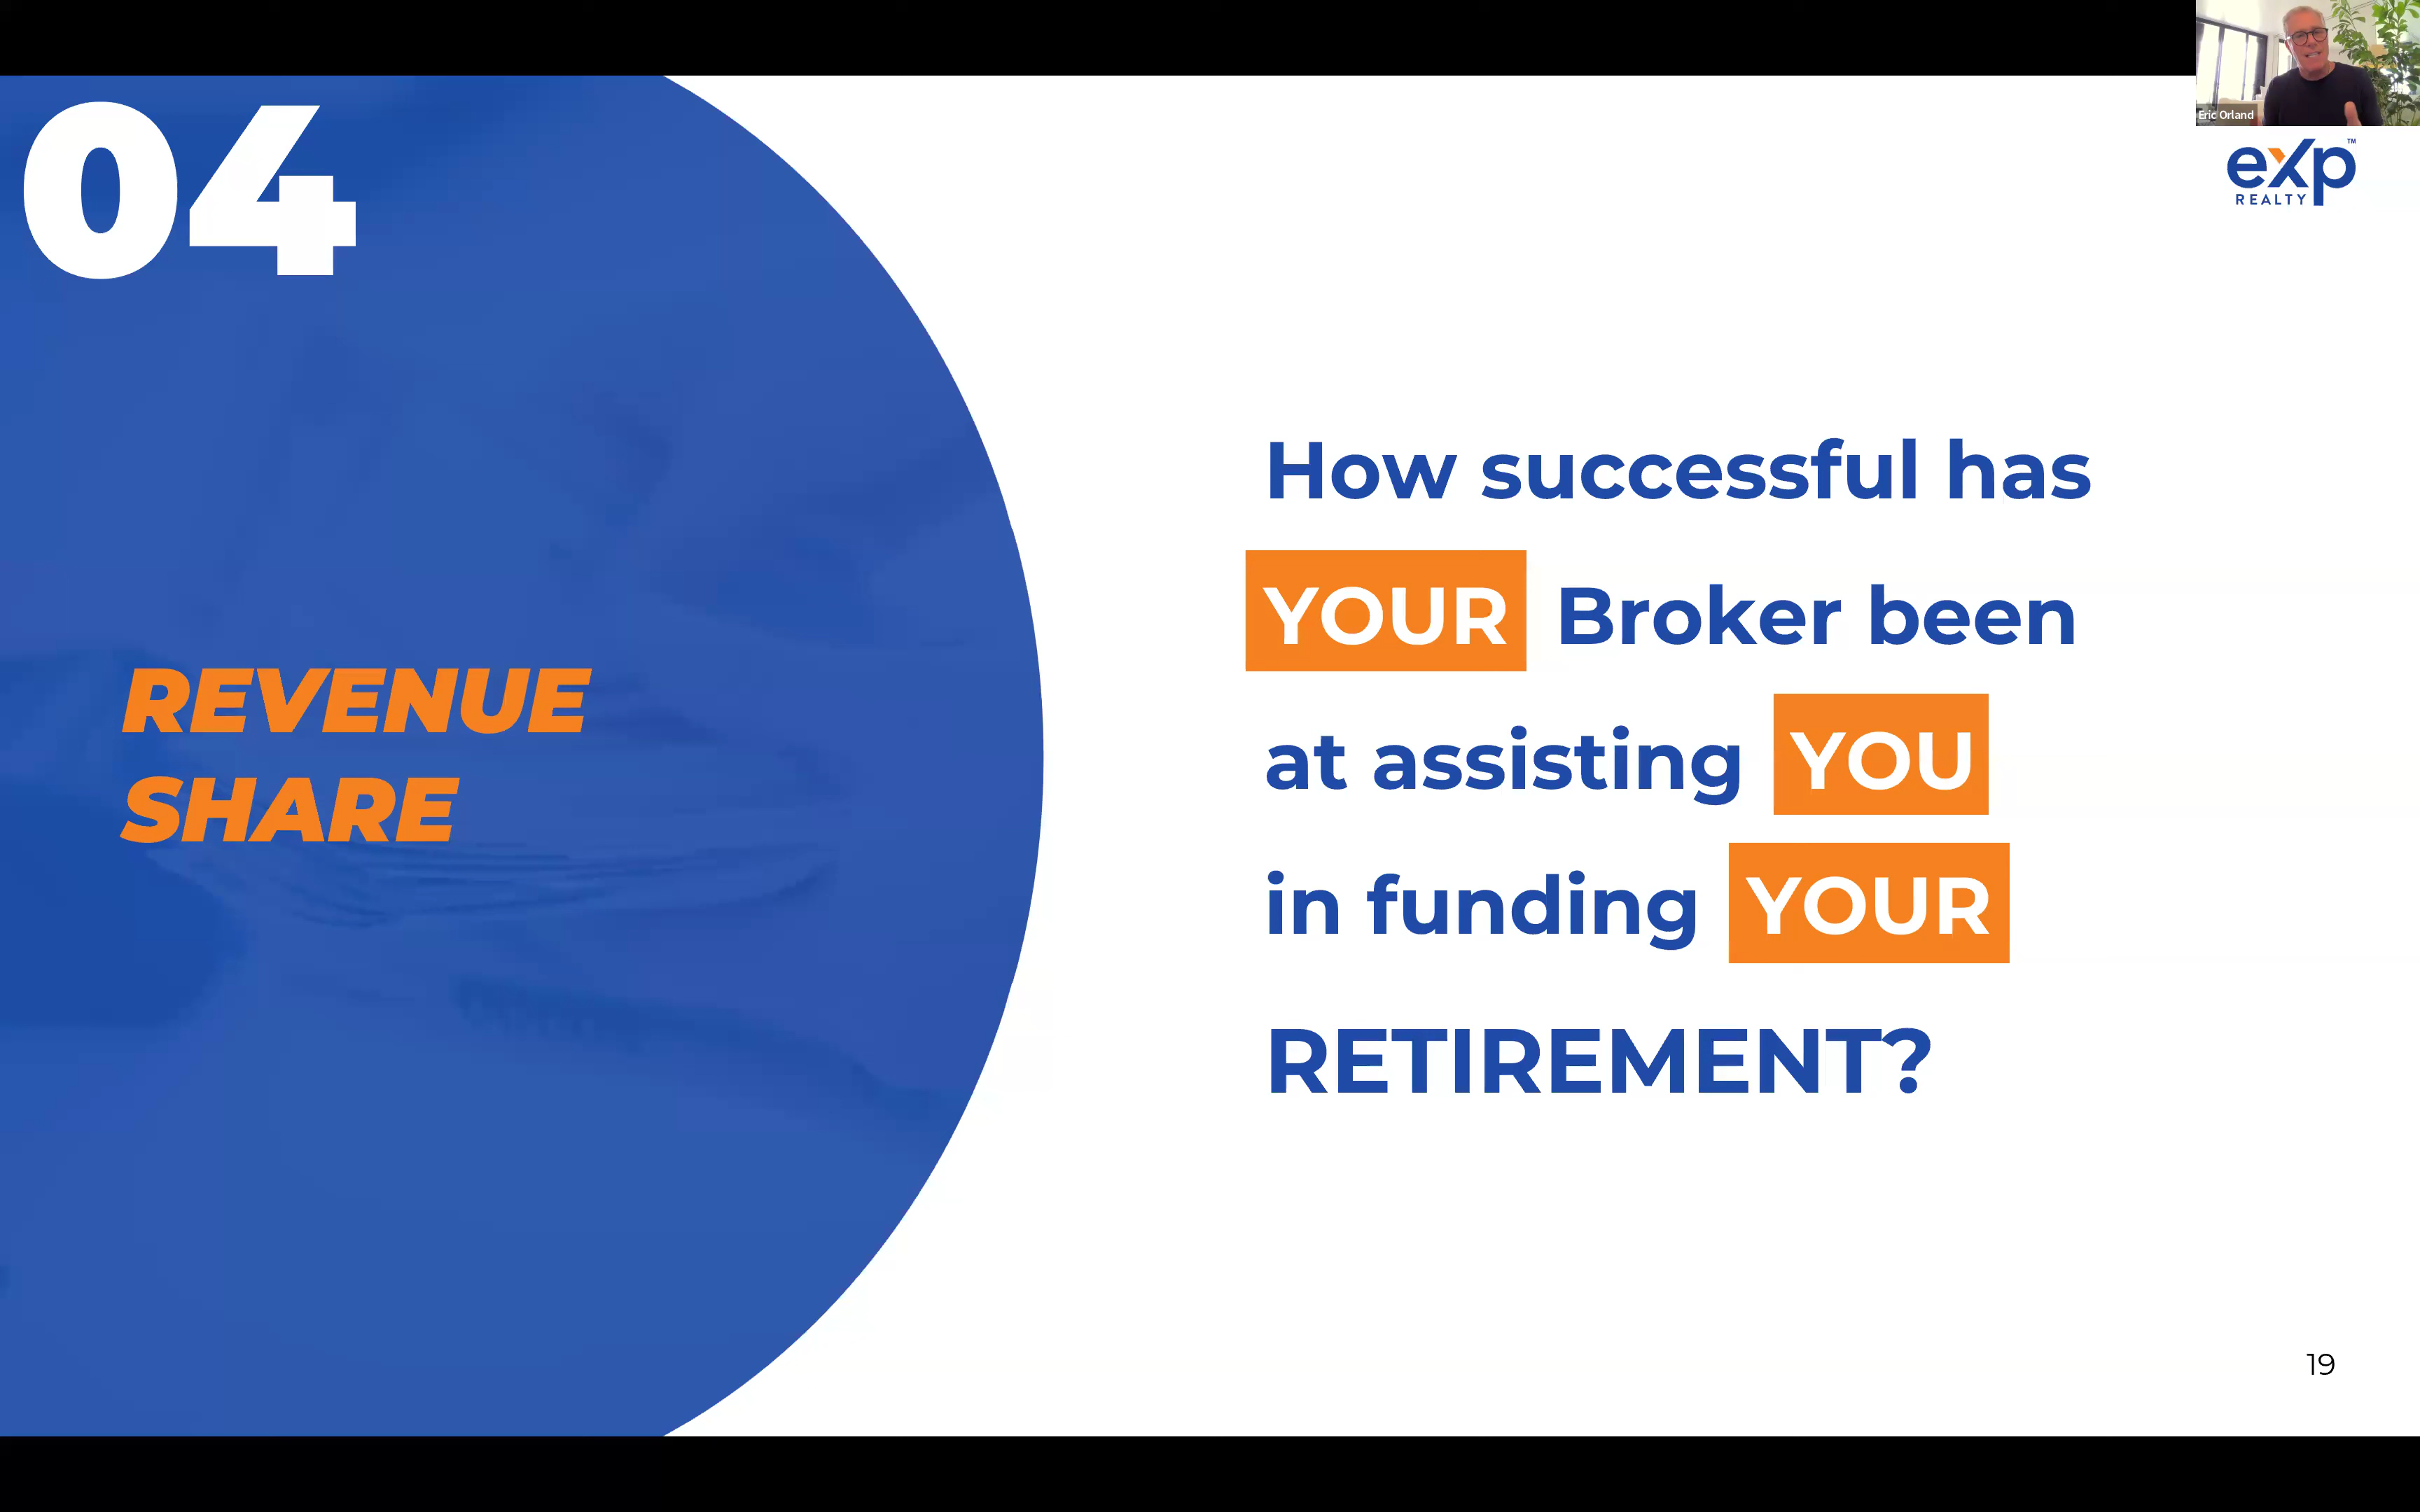 04
REVENUE
SHARE
Eric Orland
eXp™
REALTY
How successful has
YOUR Broker been
at assisting YOU
in funding YOUR
RETIREMENT?
19